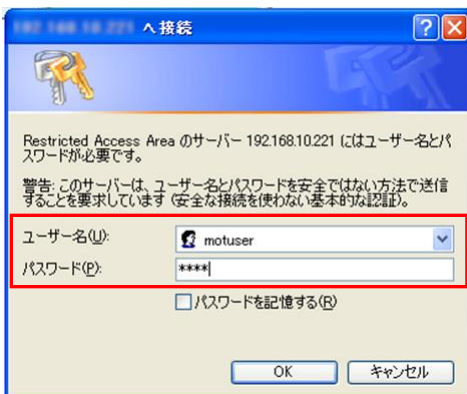 192.168.10.221 へ接続
Restricted Access Area のサーバー 192.168.10.221 にはユーザー名とパ
スワードが必要です。
警告: このサーバーは、ユーザー名とパスワードを安全ではない方法で送信
することを要求しています (安全な接続を使わない基本的な認証)。
ユーザー名(U):
motuser
パスワード(P):
****
パスワードを記憶する(R)
OK
キャンセル